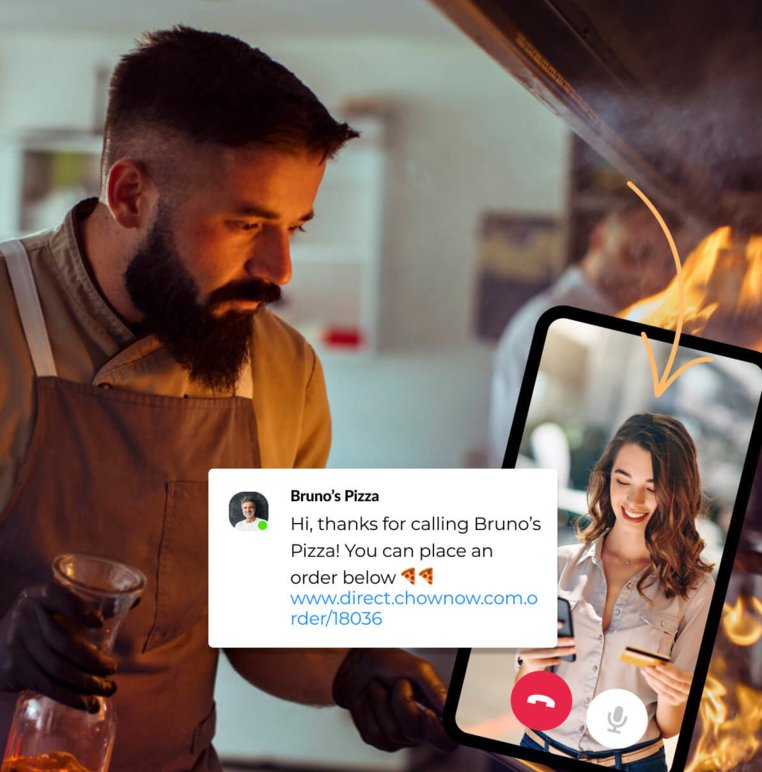 Bruno’s Pizza
Hi, thanks for calling Bruno’s
Pizza! You can place an
order below 🍕🍕
www.direct.chownow.com.o
rder/18036